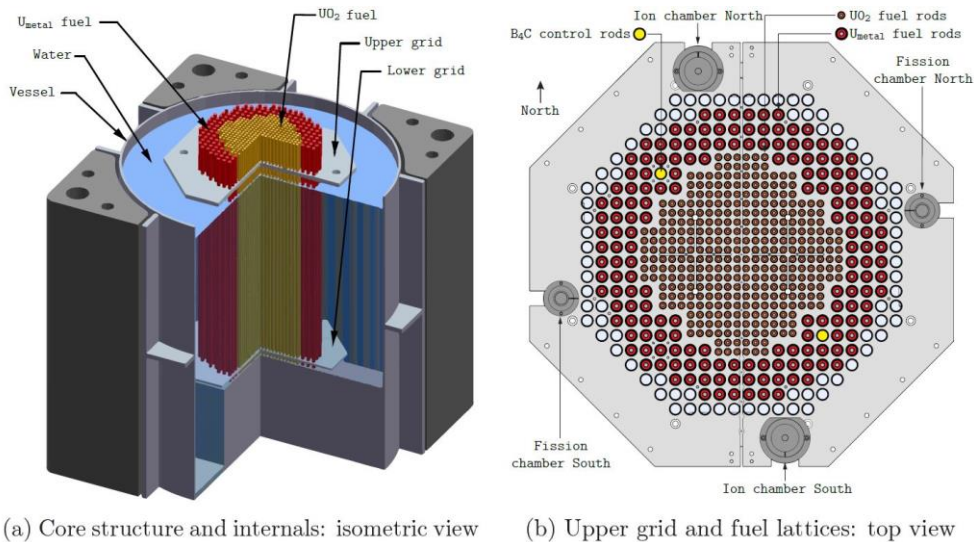 U_metal fuel
UO₂ fuel
Water
Upper grid
Vessel
Lower grid
Ion chamber North
UO₂ fuel rods
B₄C control rods
U_metal fuel rods
Fission
chamber North
North
Fission
chamber South
Ion chamber South
(a) Core structure and internals: isometric view
(b) Upper grid and fuel lattices: top view